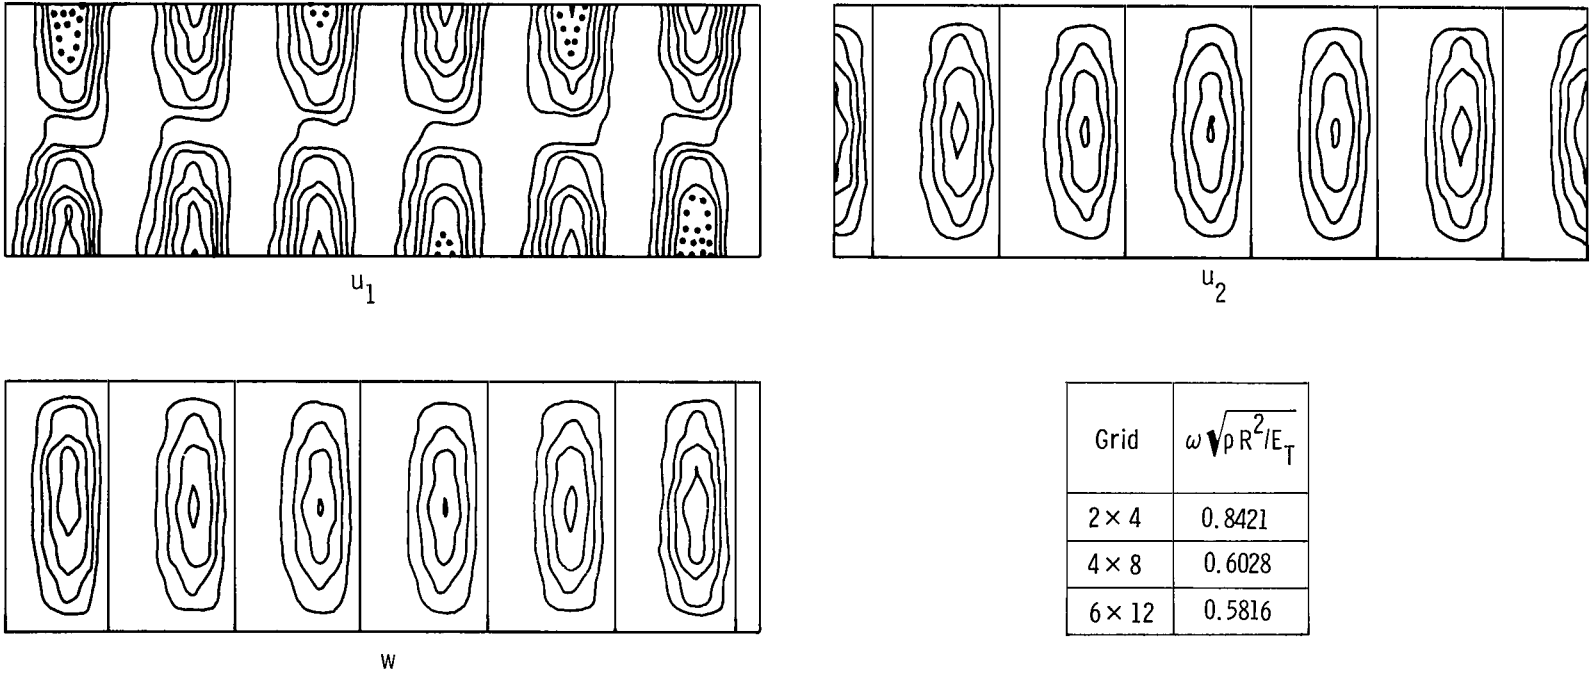 u1
u2
w
Grid ω√ρR²/E_T
2 × 4 0.8421
4 × 8 0.6028
6 × 12 0.5816